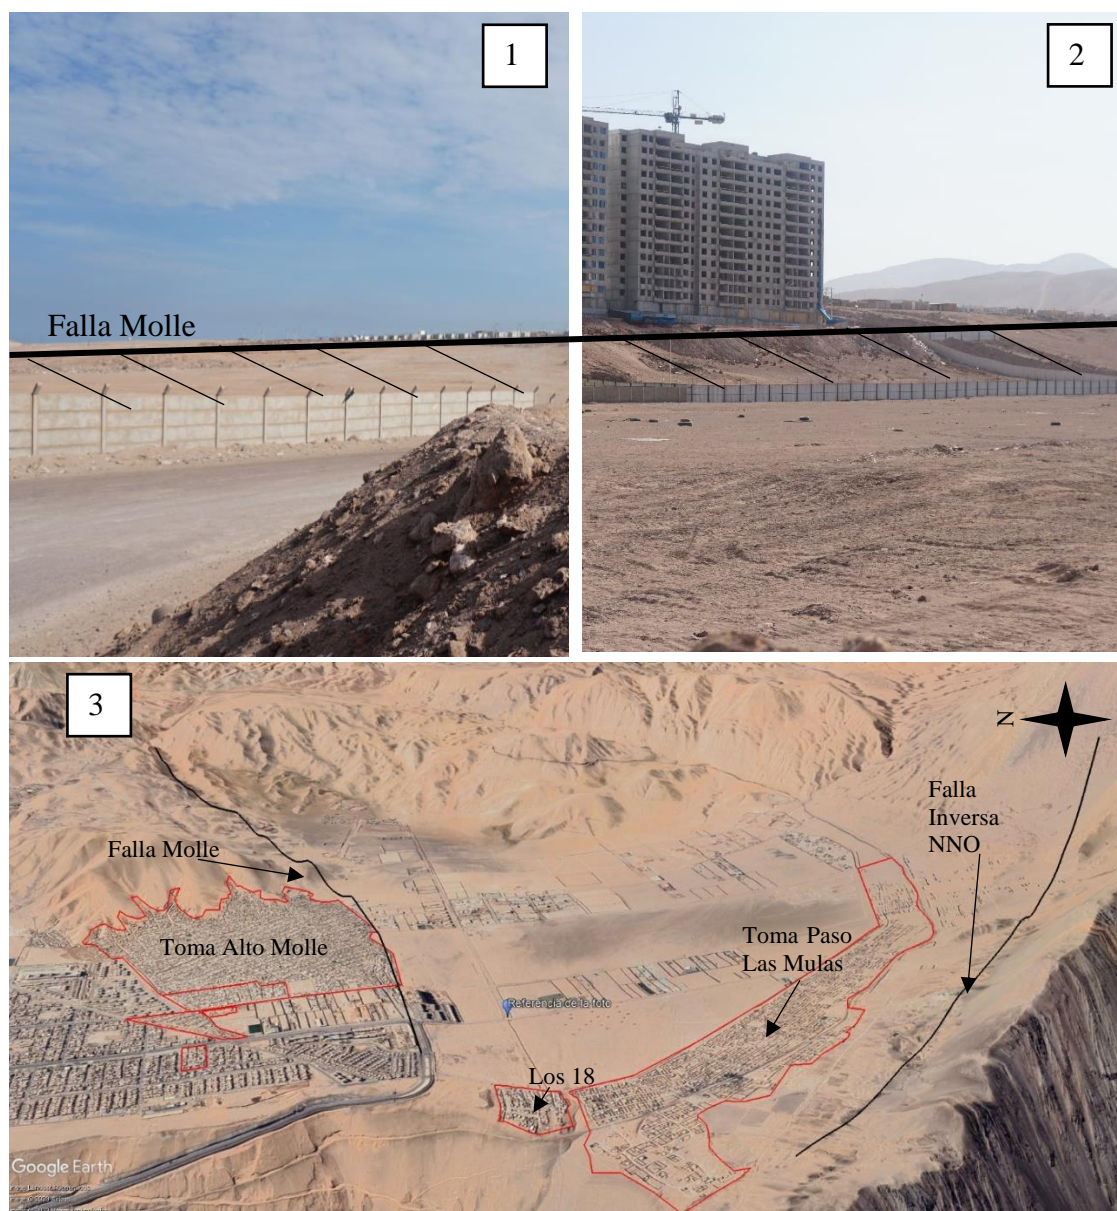 1
2
Falla Molle
3
N
Falla
Inversa
NNO
Falla Molle
Toma Alto Molle
Toma Paso
Las Mulas
Referencia de la foto
Los 18
Google Earth